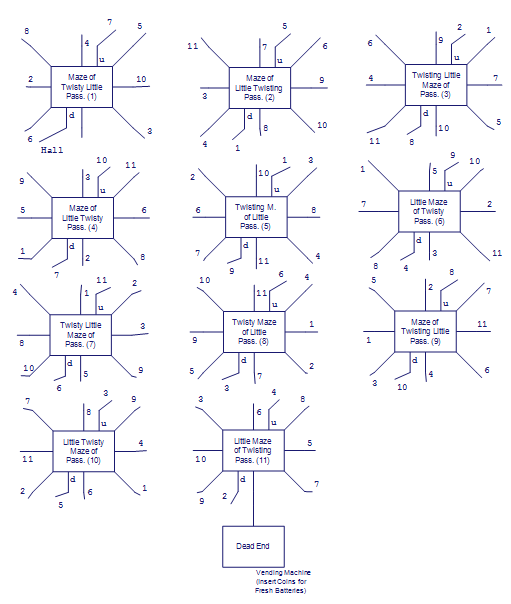 8
4
7
5
u
2
Maze of
Twisty Little
Pass. (1)
10
d
6
3
Hall
11
7
5
6
u
3
Maze of
Little Twisting
Pass. (2)
9
d
4
1
8
10
6
9
2
1
u
4
Twisting Little
Maze of
Pass. (3)
7
d
11
8
10
5
9
3
10
11
u
5
Maze of
Little Twisty
Pass. (4)
6
d
1
7
2
8
2
10
1
3
u
6
Twisting M.
of Little
Pass. (5)
8
d
7
9
11
4
1
5
9
10
u
7
Little Maze
of Twisty
Pass. (6)
2
d
8
4
3
11
4
1
11
2
u
8
Twisty Little
Maze of
Pass. (7)
3
d
10
6
5
9
10
11
6
4
u
9
Twisty Maze
of Little
Pass. (8)
1
d
5
3
7
2
5
2
8
7
u
1
Maze of
Twisting Little
Pass. (9)
11
d
3
10
4
6
7
8
3
9
u
11
Little Twisty
Maze of
Pass. (10)
4
d
2
5
6
1
3
6
4
8
u
10
Little Maze
of Twisting
Pass. (11)
5
d
9
2
7
Dead End
Vending Machine
(Insert Coins for
Fresh Batteries)